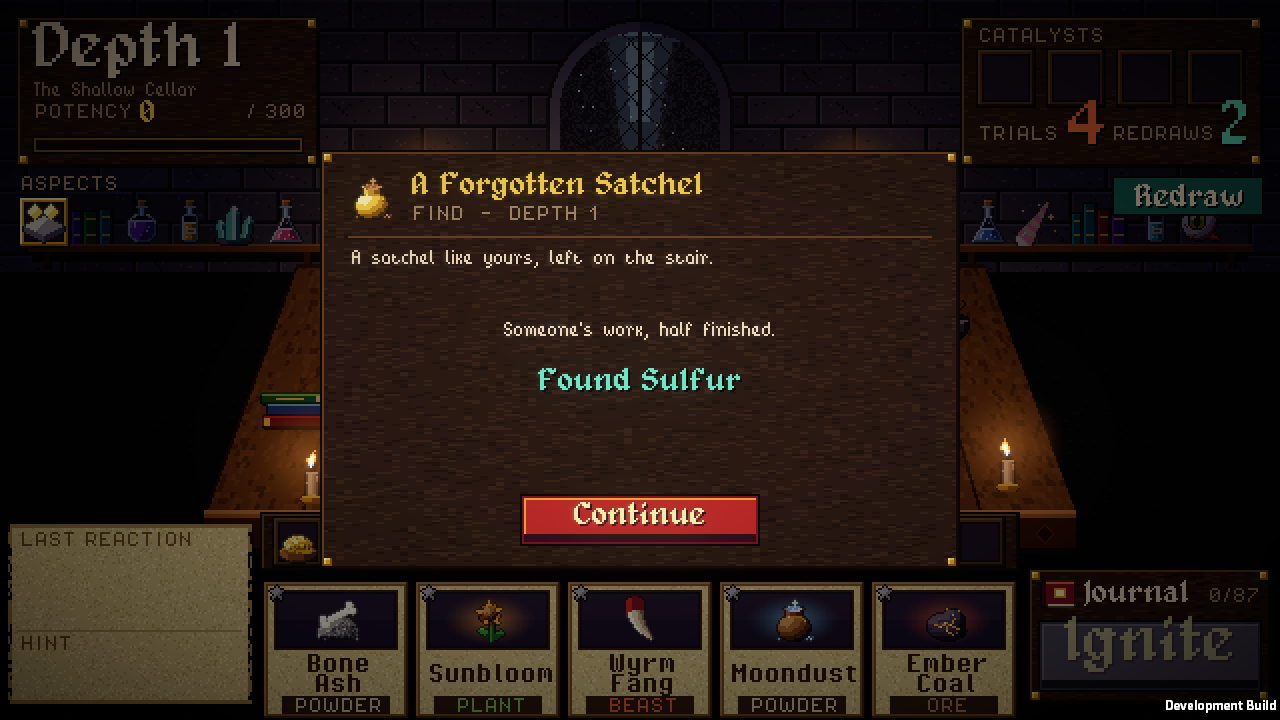 Depth 1
The Shallow Cellar
POTENCY 0 / 300
ASPECTS
CATALYSTS
TRIALS 4 REDRAWS 2
Redraw
A Forgotten Satchel
FIND - DEPTH 1
A satchel like yours, left on the stair.
Someone's work, half finished.
Found Sulfur
Continue
LAST REACTION
HINT
Bone
Ash
POWDER
Sunbloom
PLANT
Wyrm
Fang
BEAST
Moondust
POWDER
Ember
Coal
ORE
Journal 0/87
Ignite
Development Build